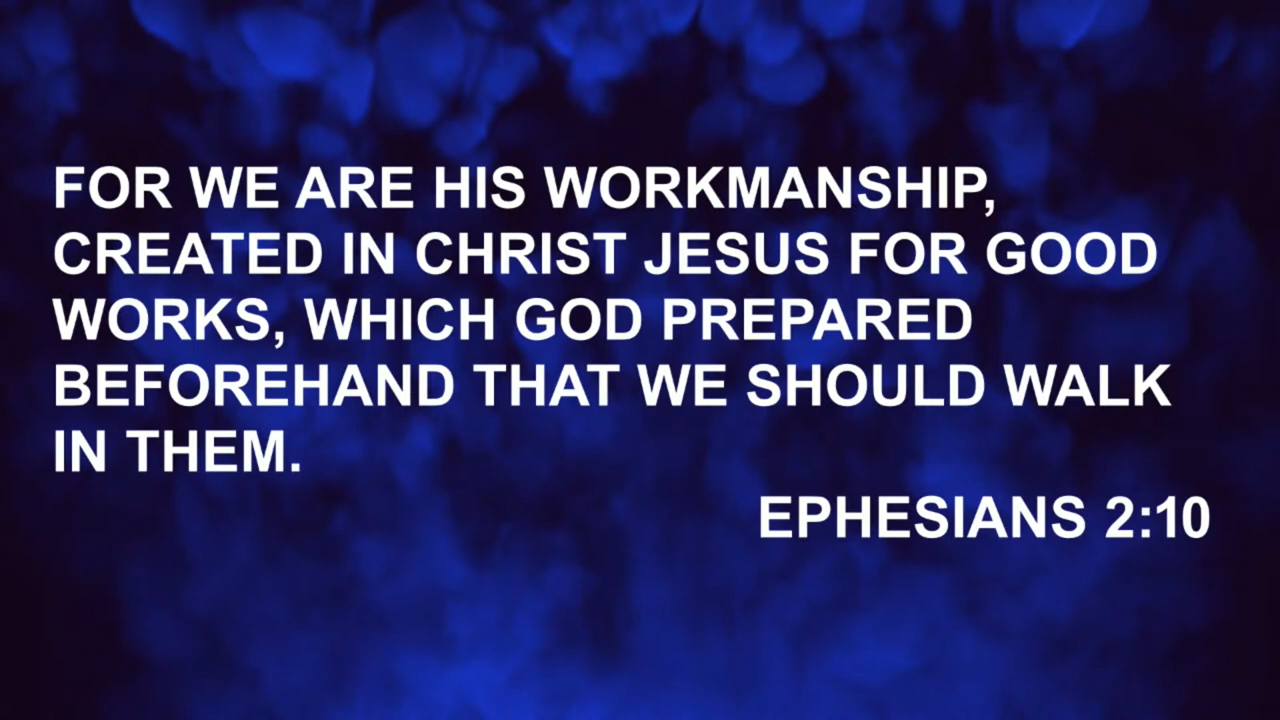 FOR WE ARE HIS WORKMANSHIP,
CREATED IN CHRIST JESUS FOR GOOD
WORKS, WHICH GOD PREPARED
BEFOREHAND THAT WE SHOULD WALK
IN THEM.
EPHESIANS 2:10